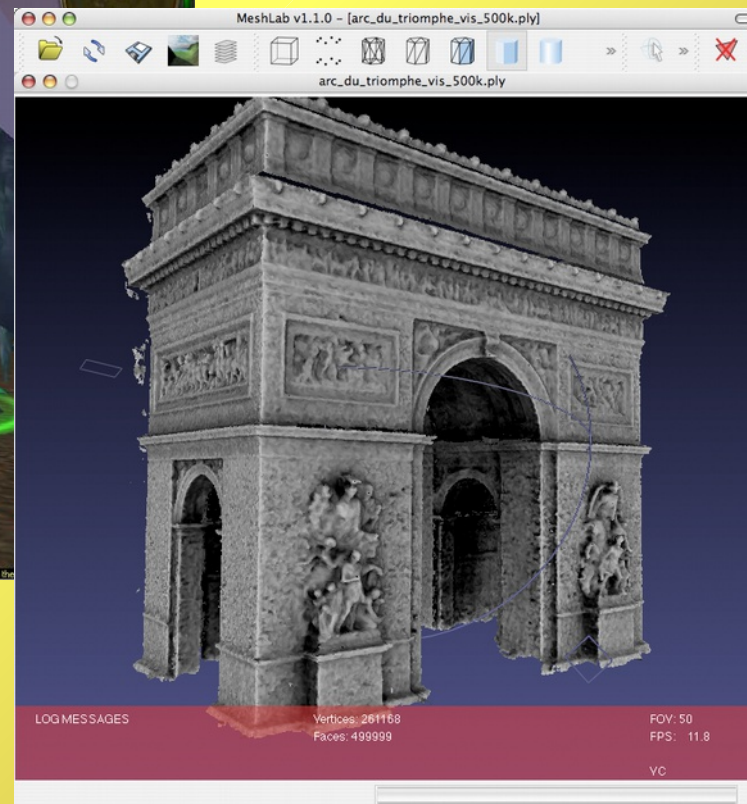 MeshLab v1.1.0 - [arc_du_triomphe_vis_500k.ply]
arc_du_triomphe_vis_500k.ply
the
LOG MESSAGES
Vertices: 261168
FOV: 50
Faces: 499999
FPS: 11.8
VC